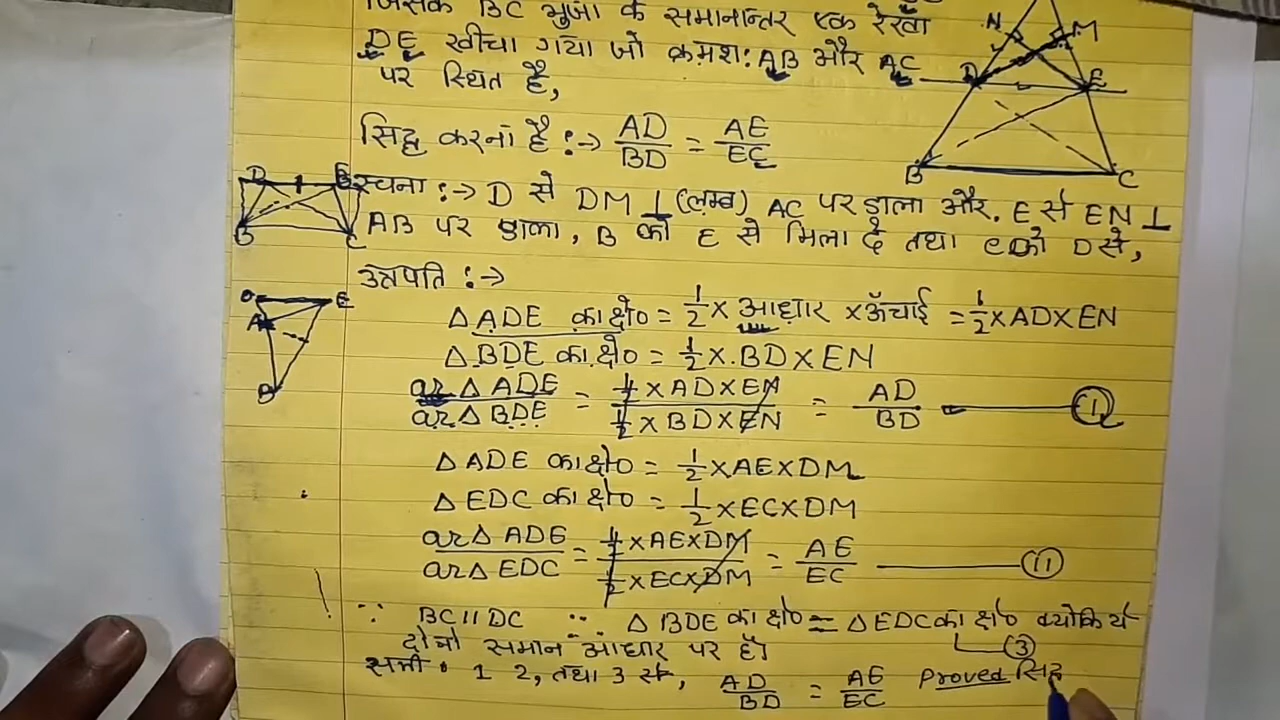 जिसके BC भुजा के समानान्तर एक रेखा
DE खीचा गया जो क्रमश: AB और AC
पर स्थित है,
सिद्ध करना है :→ AD/BD = AE/EC
रचना :→ D से DM ⊥ (लम्ब) AC पर डाला और. E से EN ⊥
AB पर डाला, B को E से मिला दे तथा C को D से,
उत्पति :→
△ADE का क्षे० = 1/2 × आधार × ऊँचाई = 1/2 × AD × EN
△BDE का क्षे० = 1/2 × BD × EN
ar△ ADE/ar△ BDE = 1/2 × AD × EN/1/2 × BD × EN = AD/BD — (1)
△ADE का क्षे० = 1/2 × AE × DM
△EDC का क्षे० = 1/2 × EC × DM
ar△ ADE/ar△ EDC = 1/2 × AE × DM/1/2 × EC × DM = AE/EC — (11)
∵ BC || DC ∴ △BDE का क्षे० = △EDC का क्षे० क्योकि ये
दोनो समान आधार पर है। (3)
समी० 1 2, तथा 3 से, AD/BD = AE/EC Proved सिद्ध
N M
D E
B C
D E
B C
D E
A
B